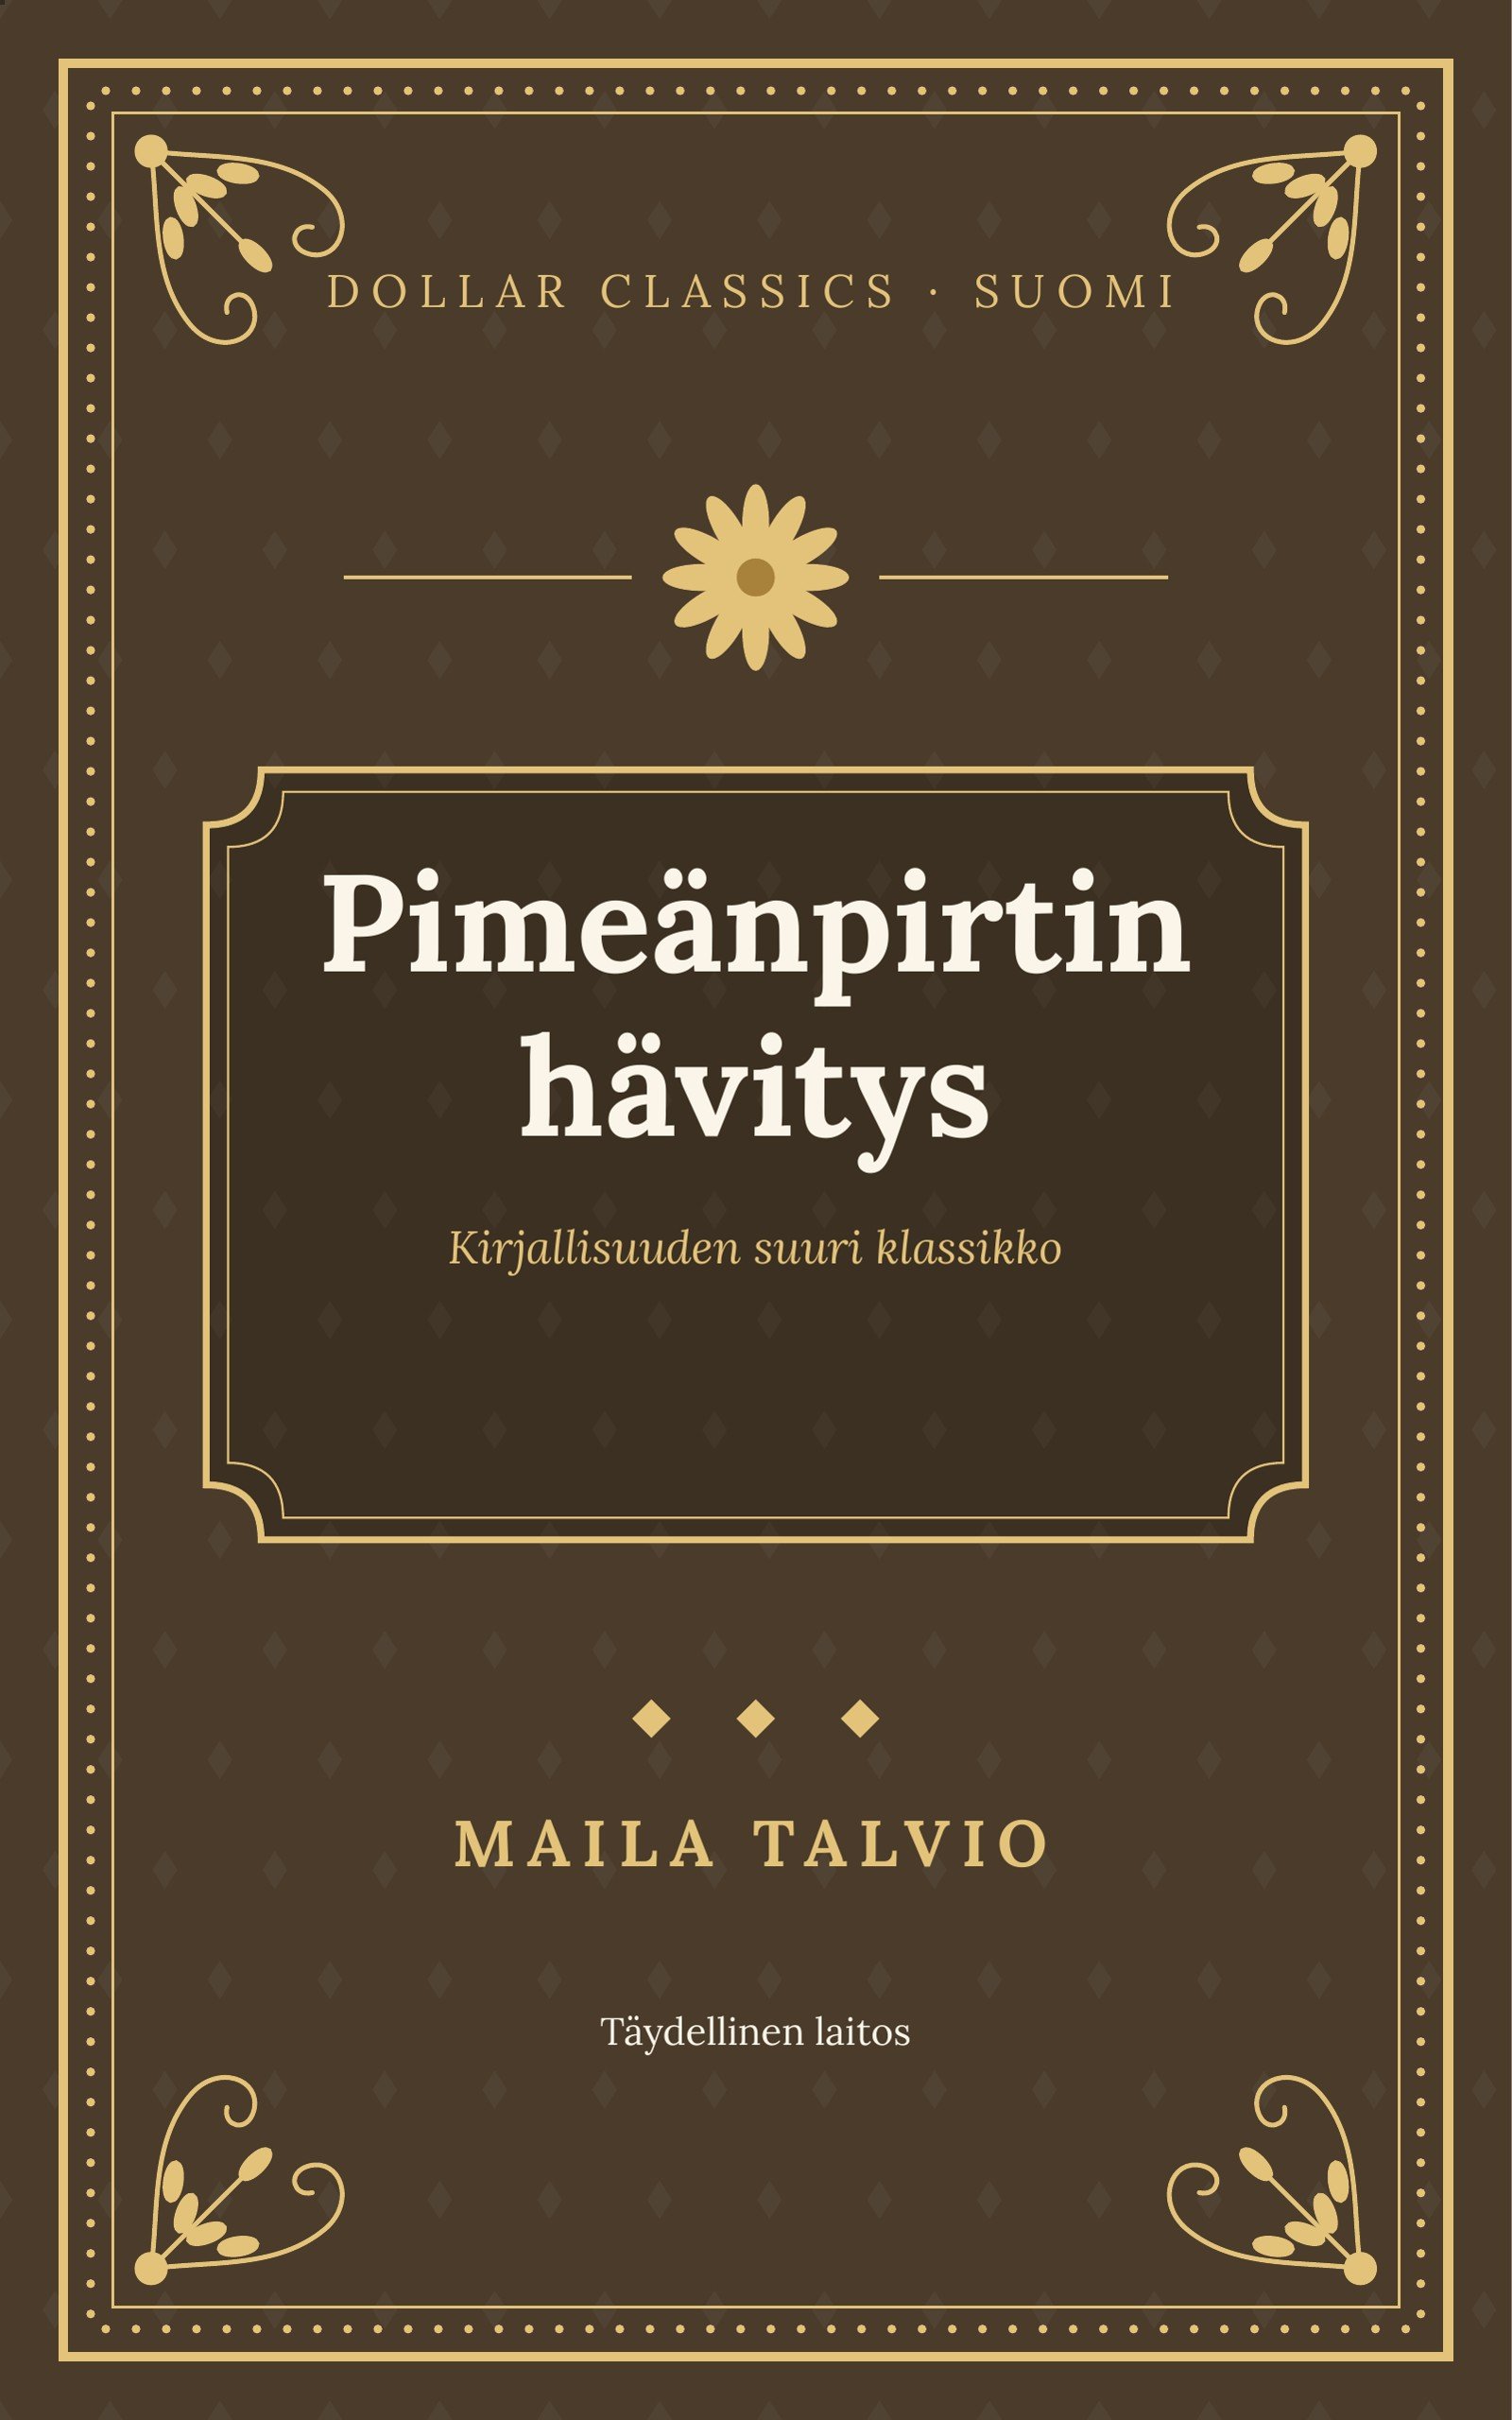 DOLLAR CLASSICS · SUOMI
Pimeänpirtin
hävitys
Kirjallisuuden suuri klassikko
MAILA TALVIO
Täydellinen laitos